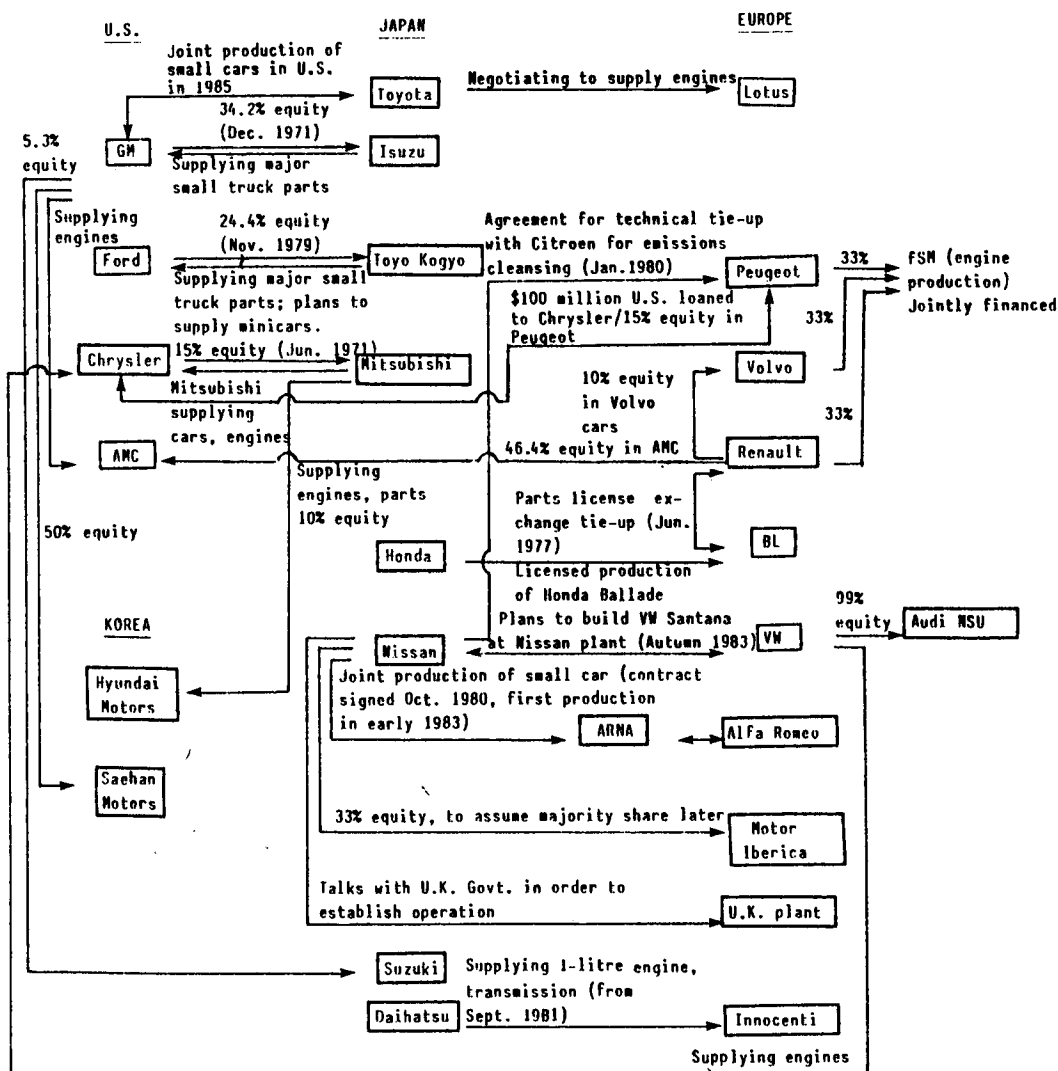 U.S.
JAPAN
EUROPE
Joint production of
small cars in U.S.
in 1985
Toyota
Negotiating to supply engines
Lotus
34.2% equity
(Dec. 1971)
5.3%
equity
GM
Isuzu
Supplying major
small truck parts
Supplying
engines
24.4% equity
(Nov. 1979)
Agreement for technical tie-up
with Citroen for emissions
cleansing (Jan.1980)
Ford
Toyo Kogyo
Peugeot
33%
FSM (engine
production)
Jointly financed
Supplying major small
truck parts; plans to
supply minicars.
$100 million U.S. loaned
to Chrysler/15% equity in
Peugeot
33%
15% equity (Jun. 1971)
Chrysler
Mitsubishi
Volvo
10% equity
in Volvo
cars
33%
Mitsubishi
supplying
cars, engines
AMC
46.4% equity in AMC
Renault
Supplying
engines, parts
10% equity
50% equity
Parts license ex-
change tie-up (Jun.
1977)
Honda
BL
Licensed production
of Honda Ballade
KOREA
Plans to build VW Santana
at Nissan plant (Autumn 1983)
Nissan
VW
99%
equity
Audi NSU
Hyundai
Motors
Joint production of small car (contract
signed Oct. 1980, first production
in early 1983)
ARNA
Alfa Romeo
Saehan
Motors
33% equity, to assume majority share later
Motor
Iberica
Talks with U.K. Govt. in order to
establish operation
U.K. plant
Suzuki
Supplying 1-litre engine,
transmission (from
Sept. 1981)
Daihatsu
Innocenti
Supplying engines